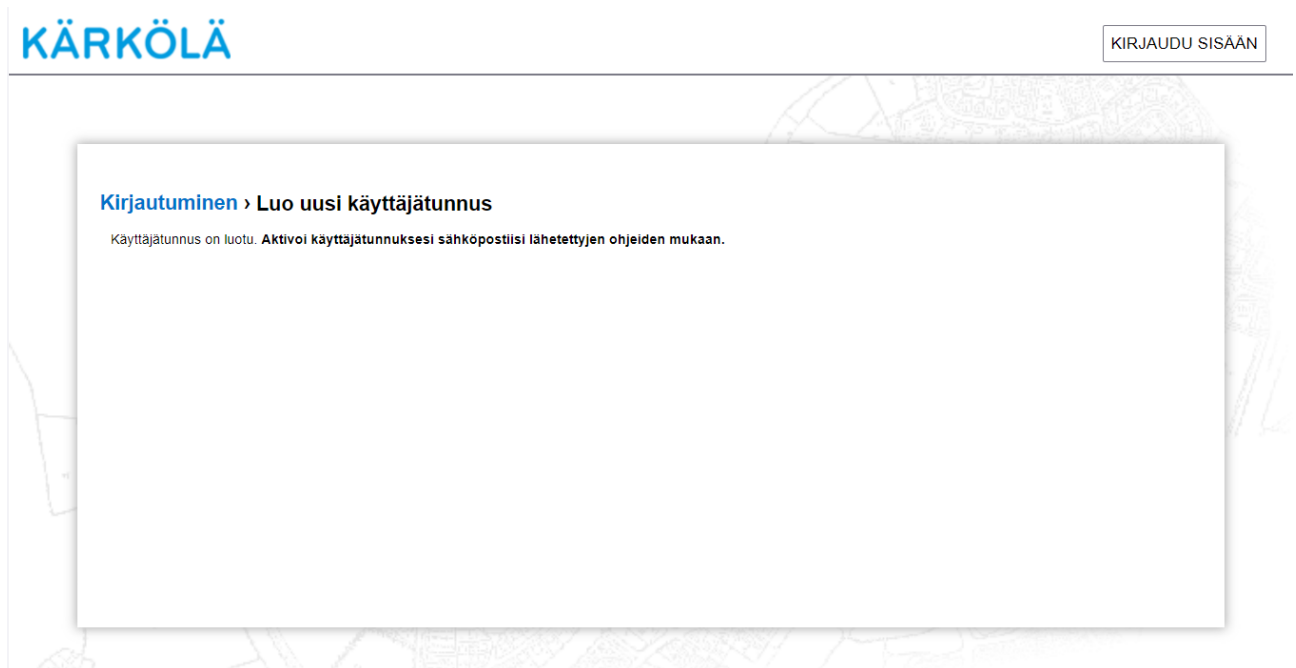 KÄRKÖLÄ
KIRJAUDU SISÄÄN
Kirjautuminen › Luo uusi käyttäjätunnus
Käyttäjätunnus on luotu. Aktivoi käyttäjätunnuksesi sähköpostiisi lähetettyjen ohjeiden mukaan.